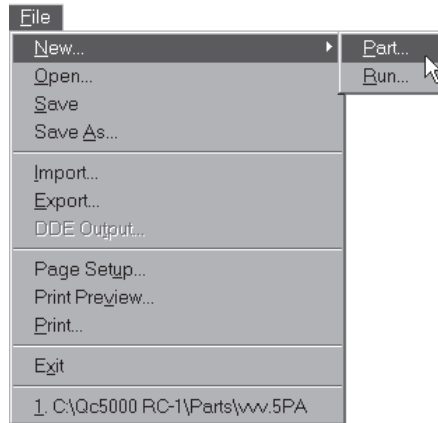 File
New...
Part...
Run...
Open...
Save
Save As...
Import...
Export...
DDE Output...
Page Setup...
Print Preview...
Print...
Exit
1. C:\Qc5000 RC-1\Parts\vvv.5PA